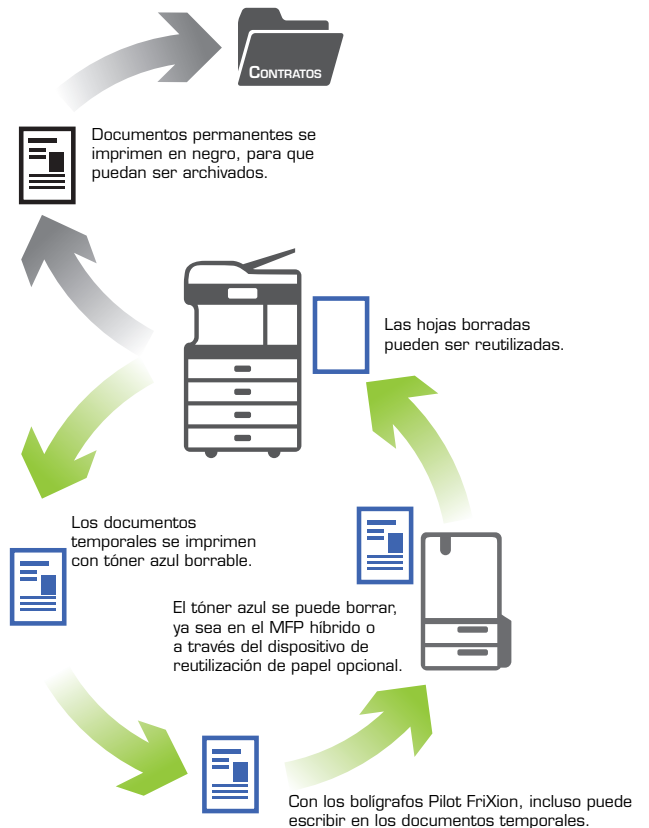 CONTRATOS
Documentos permanentes se
imprimen en negro, para que
puedan ser archivados.
Las hojas borradas
pueden ser reutilizadas.
Los documentos
temporales se imprimen
con tóner azul borrable.
El tóner azul se puede borrar,
ya sea en el MFP híbrido o
a través del dispositivo de
reutilización de papel opcional.
Con los bolígrafos Pilot FriXion, incluso puede
escribir en los documentos temporales.